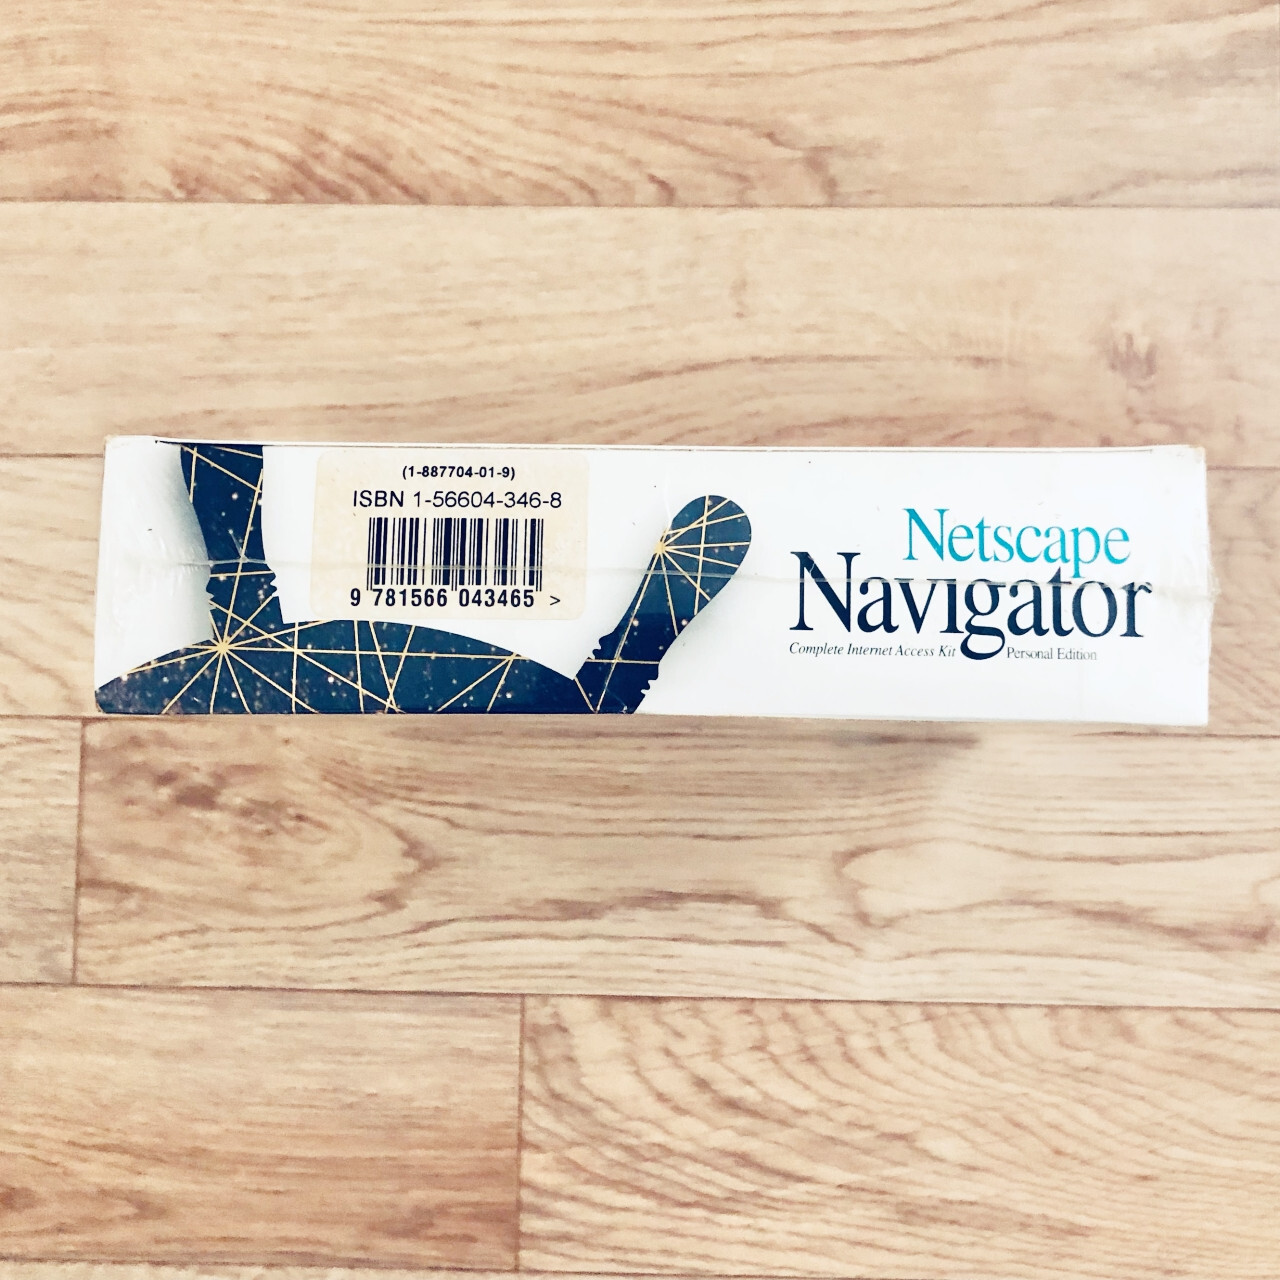 (1-887704-01-9)
ISBN 1-56604-346-8
9 781566 043465 >
Netscape
Navigator
Complete Internet Access Kit Personal Edition